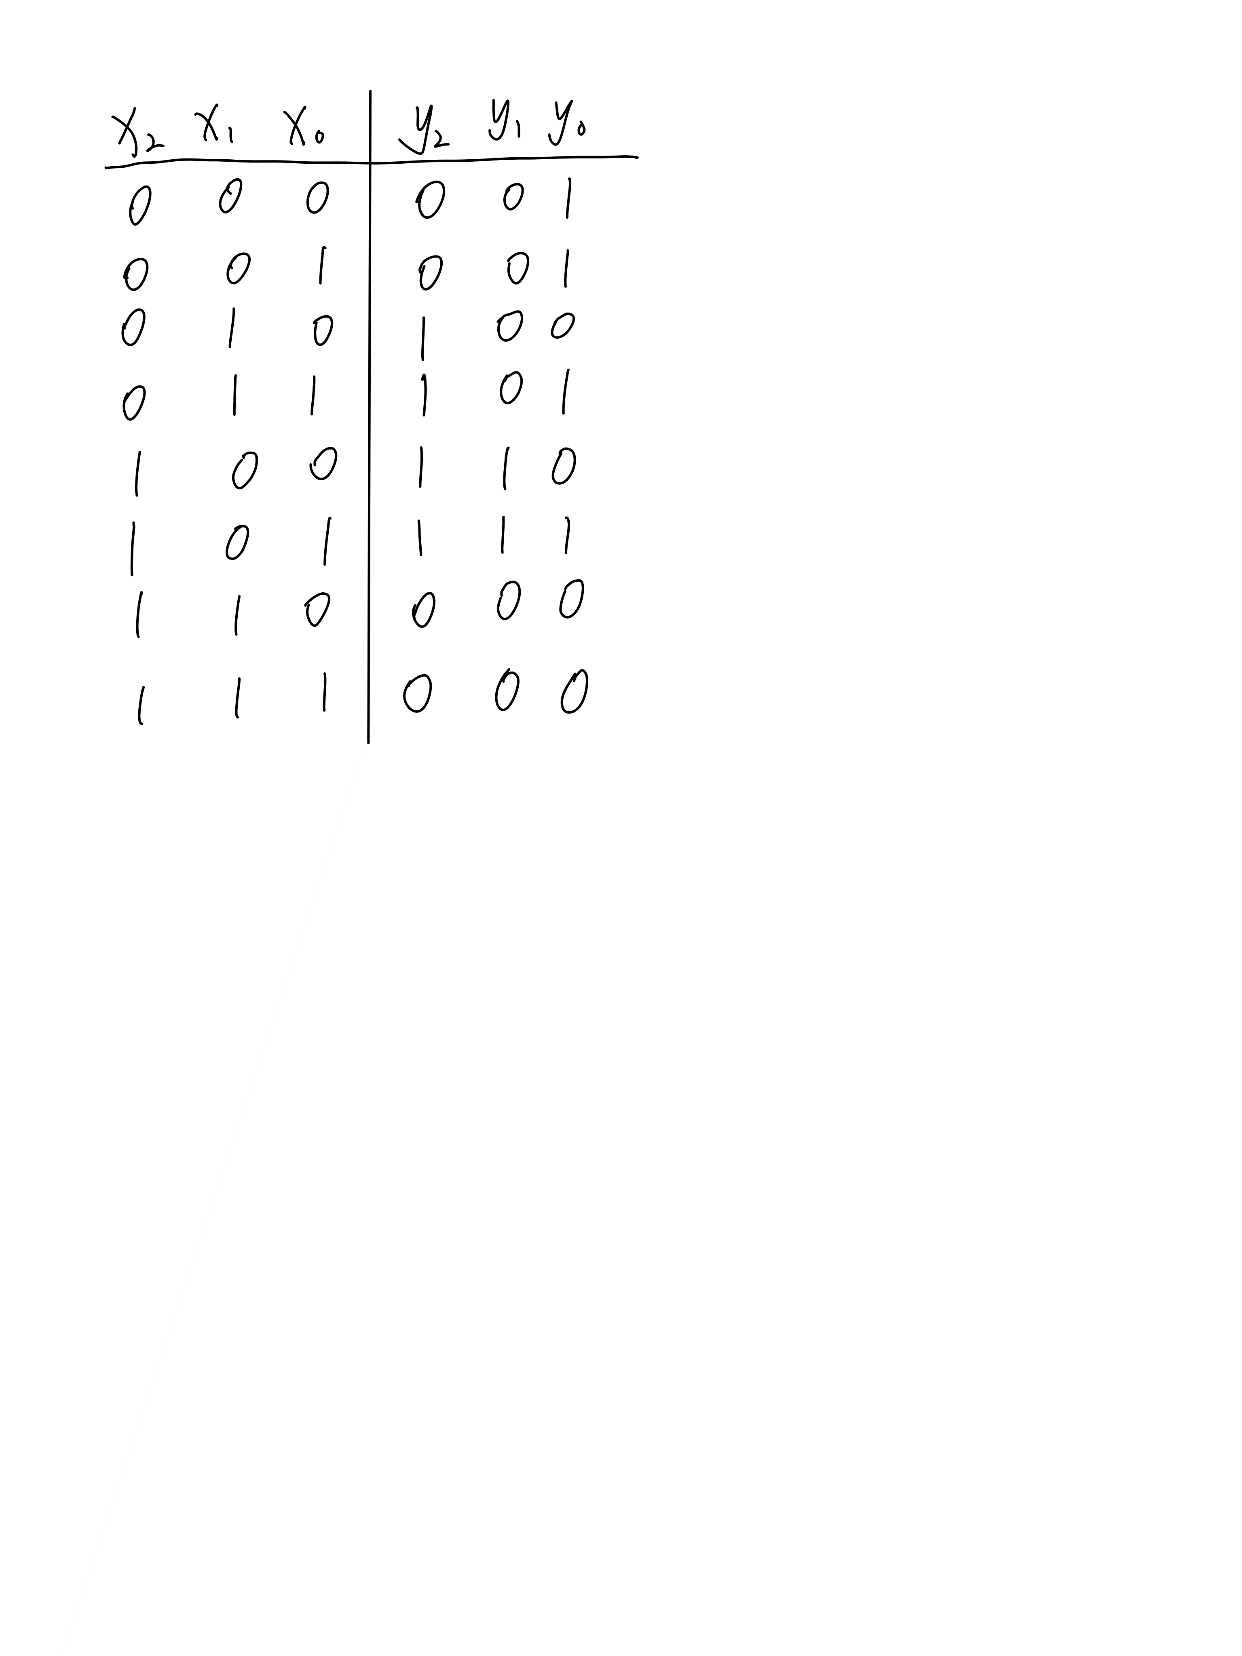 x₂ x₁ x₀ y₂ y₁ y₀
0 0 0 0 0 1
0 0 1 0 0 1
0 1 0 1 0 0
0 1 1 1 0 1
1 0 0 1 1 0
1 0 1 1 1 1
1 1 0 0 0 0
1 1 1 0 0 0